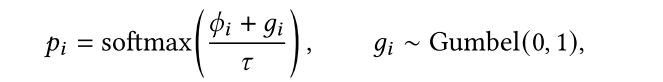 p_i = softmax( (ϕ_i + g_i) / τ ), g_i ∼ Gumbel(0, 1),